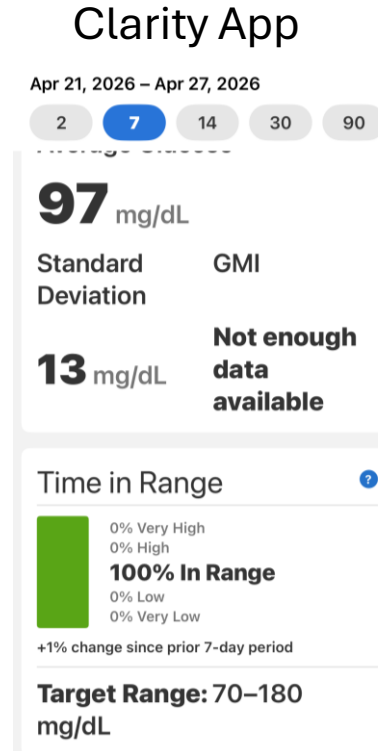 Clarity App
Apr 21, 2026 – Apr 27, 2026
2 7 14 30 90
97 mg/dL
Standard Deviation
GMI
13 mg/dL
Not enough data available
Time in Range
?
0% Very High
0% High
100% In Range
0% Low
0% Very Low
+1% change since prior 7-day period
Target Range: 70–180
mg/dL